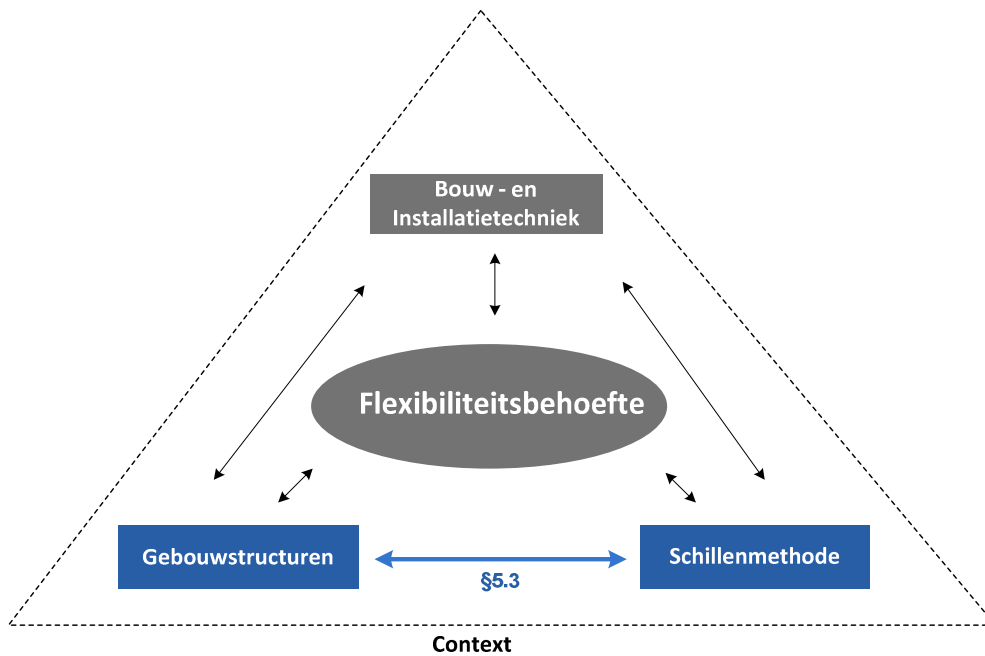 Bouw - en
Installatietechniek
Flexibiliteitsbehoefte
Gebouwstructuren
Schillenmethode
§5.3
Context